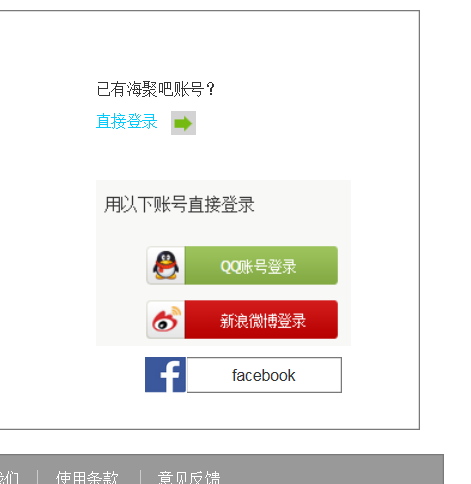 已有海聚吧账号？
直接登录
用以下账号直接登录
QQ账号登录
新浪微博登录
facebook
们 | 使用条款 | 意见反馈